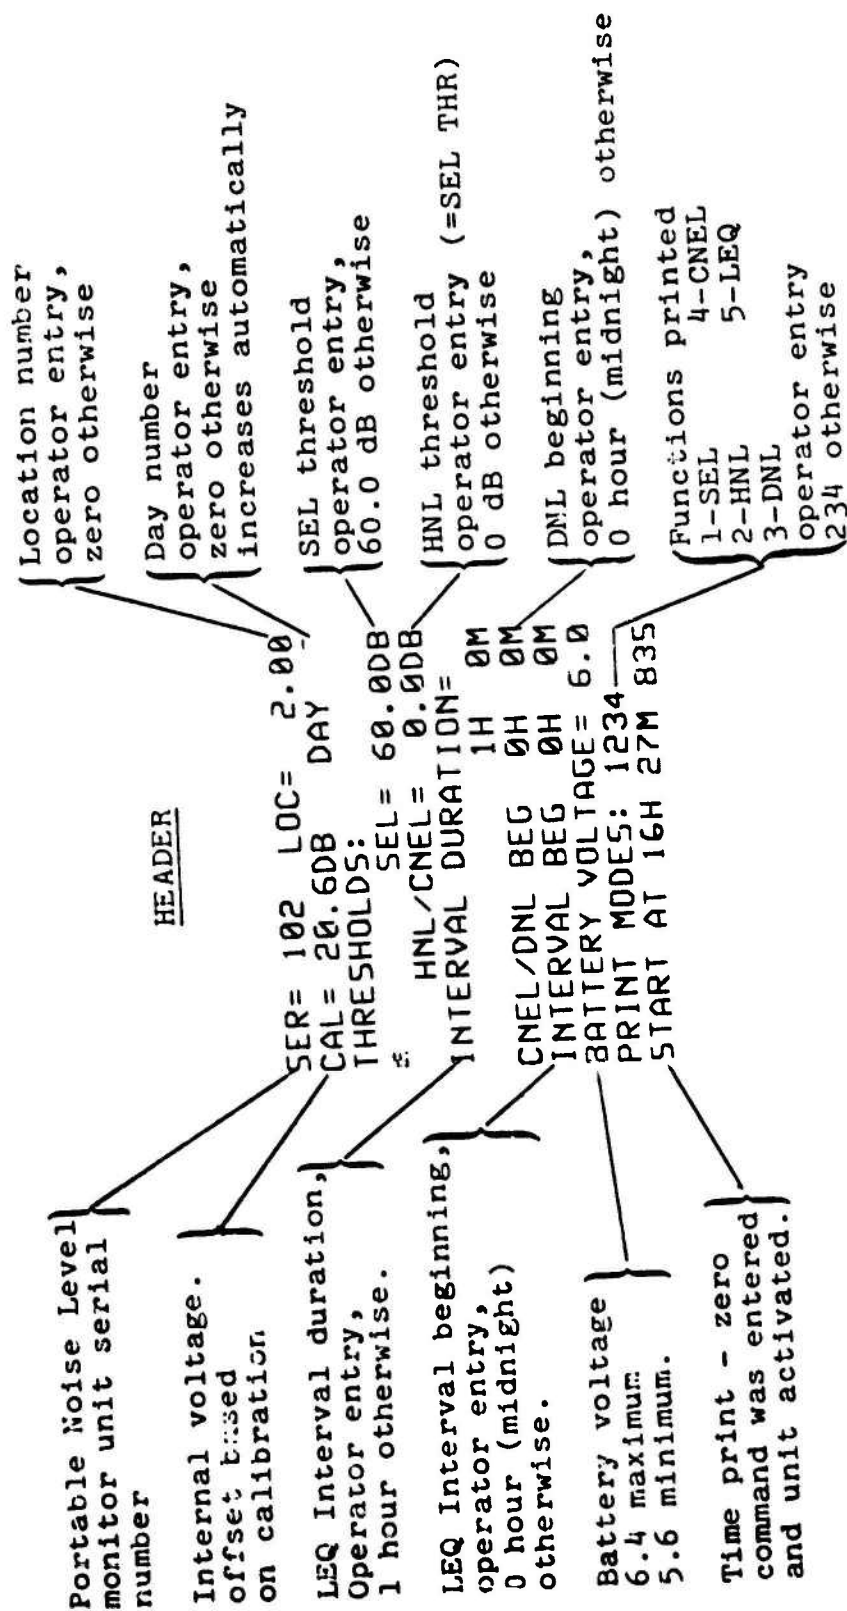 HEADER
Portable Noise Level
monitor unit serial
number
Internal voltage.
offset based
on calibration
LEQ Interval duration,
Operator entry,
1 hour otherwise.
LEQ Interval beginning,
operator entry,
0 hour (midnight)
otherwise.
Battery voltage
6.4 maximum
5.6 minimum.
Time print - zero
command was entered
and unit activated.
SER= 102 LOC= 2.00
CAL= 20.6DB DAY
THRESHOLDS:
SEL= 60.0DB
HNL/CNEL= 0.0DB
INTERVAL DURATION=
1H 0M
CNEL/DNL BEG 0H 0M
INTERVAL BEG 0H 0M
BATTERY VOLTAGE= 6.0
PRINT MODES: 1234
START AT 16H 27M 835
Location number
operator entry,
zero otherwise
Day number
operator entry,
zero otherwise
increases automatically
SEL threshold
operator entry,
60.0 dB otherwise
HNL threshold
operator entry (=SEL THR)
0 dB otherwise
DNL beginning
operator entry,
0 hour (midnight) otherwise
Functions printed
1-SEL 4-CNEL
2-HNL 5-LEQ
3-DNL
operator entry
234 otherwise